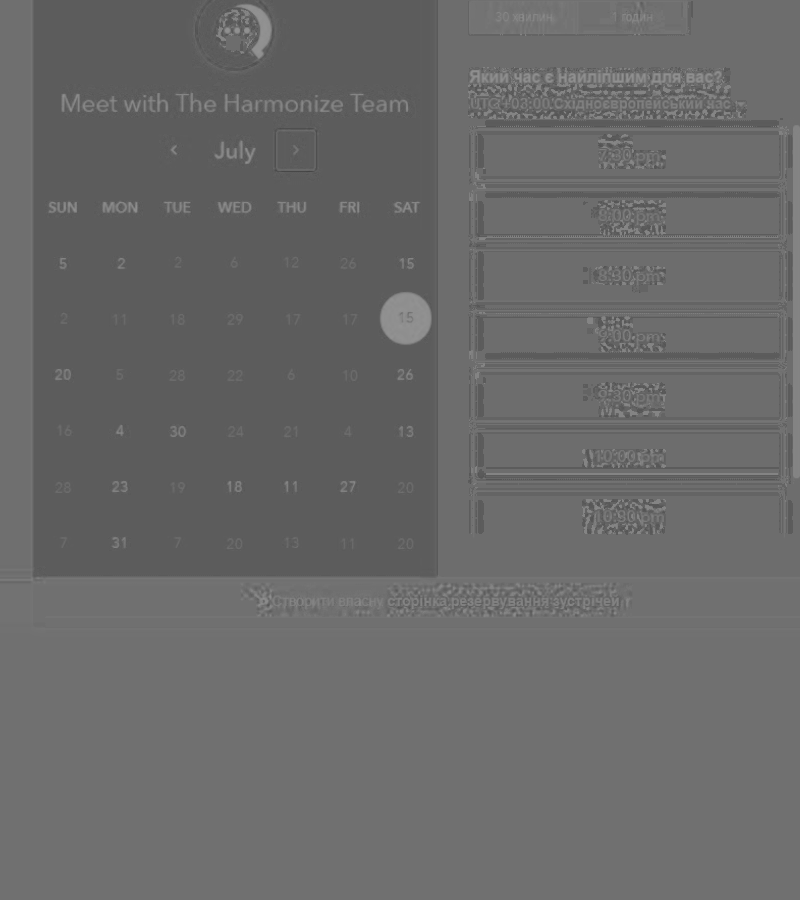 Meet with The Harmonize Team
July
SUN MON TUE WED THU FRI SAT
5 2 2 6 12 26 15
2 11 18 29 17 17 15
20 5 28 22 6 10 26
16 4 30 24 21 4 13
28 23 19 18 11 27 20
7 31 7 20 13 11 20
30 хвилин 1 годин
Який час є найліпшим для вас?
UTC+03:00 Східноєвропейський час
7:30 pm
8:00 pm
8:30 pm
9:00 pm
9:30 pm
10:00 pm
10:30 pm
Створити власну сторінка резервування зустрічей